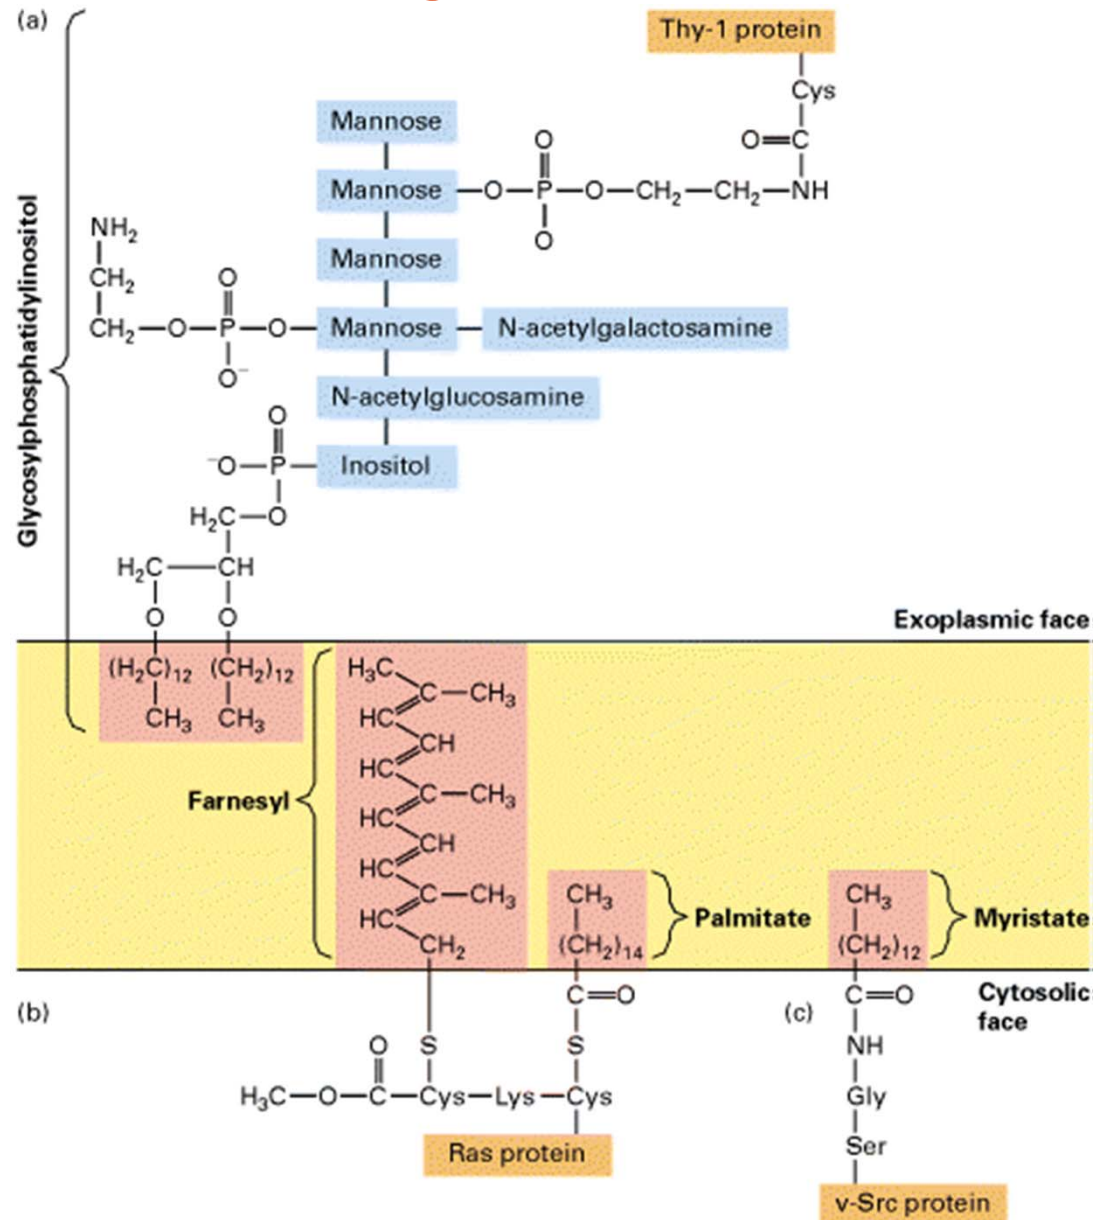 (a)
Thy-1 protein
Cys
O=C
Mannose
Mannose—O—P—O—CH₂—CH₂—NH
O
O
Mannose
NH₂
CH₂
CH₂—O—P—O—Mannose—N-acetylgalactosamine
O
O⁻
N-acetylglucosamine
O
⁻O—P—Inositol
H₂C—O
H₂C—CH
O O
Glycosylphosphatidylinositol
Exoplasmic face
(H₂C)₁₂ (CH₂)₁₂
CH₃ CH₃
H₃C
C—CH₃
HC
CH
HC
C—CH₃
Farnesyl
HC
CH
HC
C—CH₃
HC
CH₂
CH₃
(CH₂)₁₄
Palmitate
CH₃
(CH₂)₁₂
Myristate
Cytosolic
face
(b)
C=O
S
O
S
H₃C—O—C—Cys—Lys—Cys
Ras protein
(c)
C=O
NH
Gly
Ser
v-Src protein